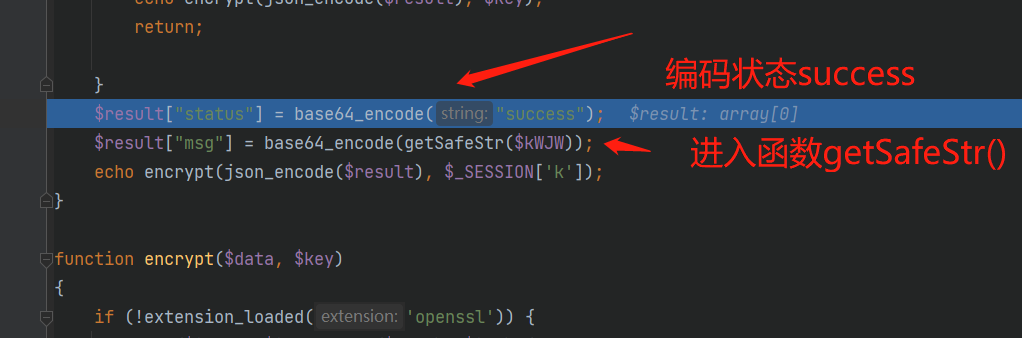 echo encrypt(json_encode($result), $key);
return;
}
编码状态success
$result["status"] = base64_encode( string: "success"); $result: array[0]
$result["msg"] = base64_encode(getSafeStr($kWJW));
进入函数getSafeStr()
echo encrypt(json_encode($result), $_SESSION['k']);
}
function encrypt($data, $key)
{
if (!extension_loaded( extension: 'openssl')) {